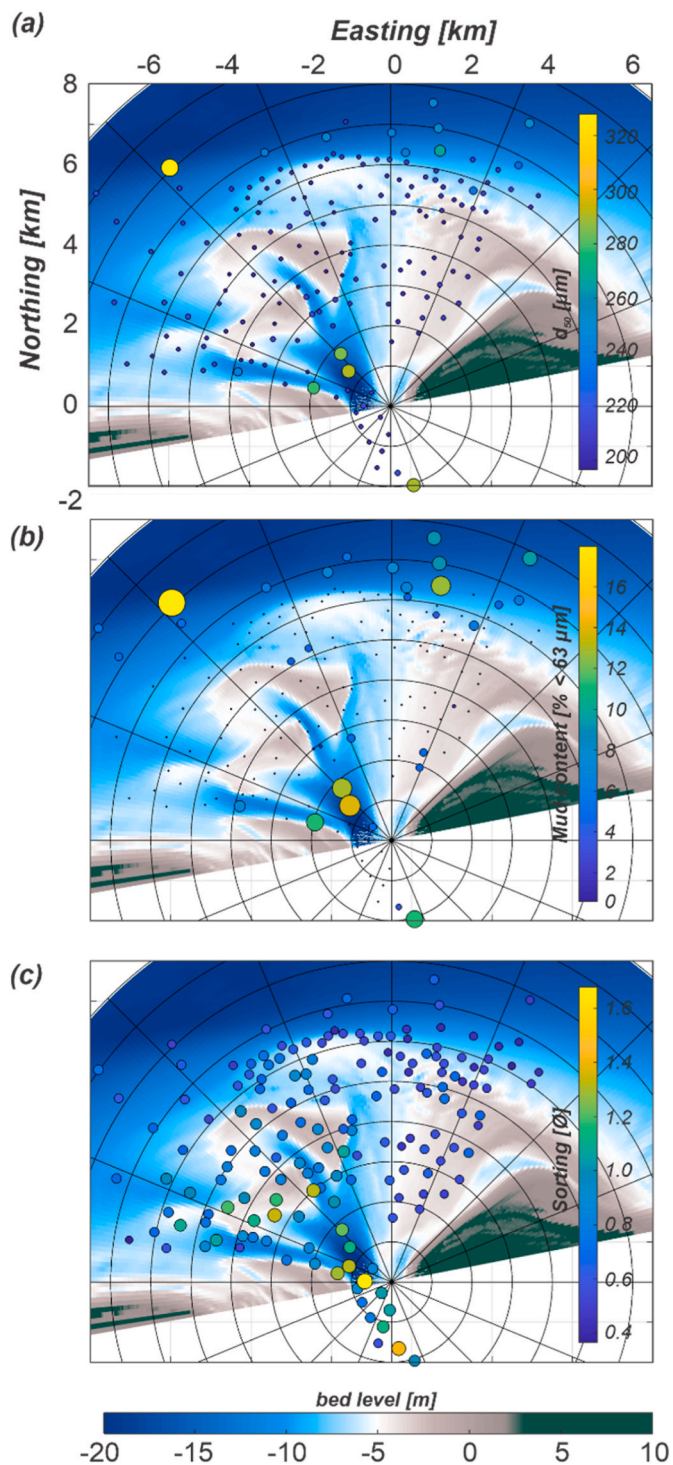 (a)
Easting [km]
-6 -4 -2 0 2 4 6
8
6
4
2
0
-2
Northing [km]
320
300
280
260
240
220
200
d50 [µm]
(b)
16
14
12
10
8
6
4
2
0
Mud content [% < 63 µm]
(c)
1.6
1.4
1.2
1.0
0.8
0.6
0.4
Sorting [Ø]
bed level [m]
-20 -15 -10 -5 0 5 10